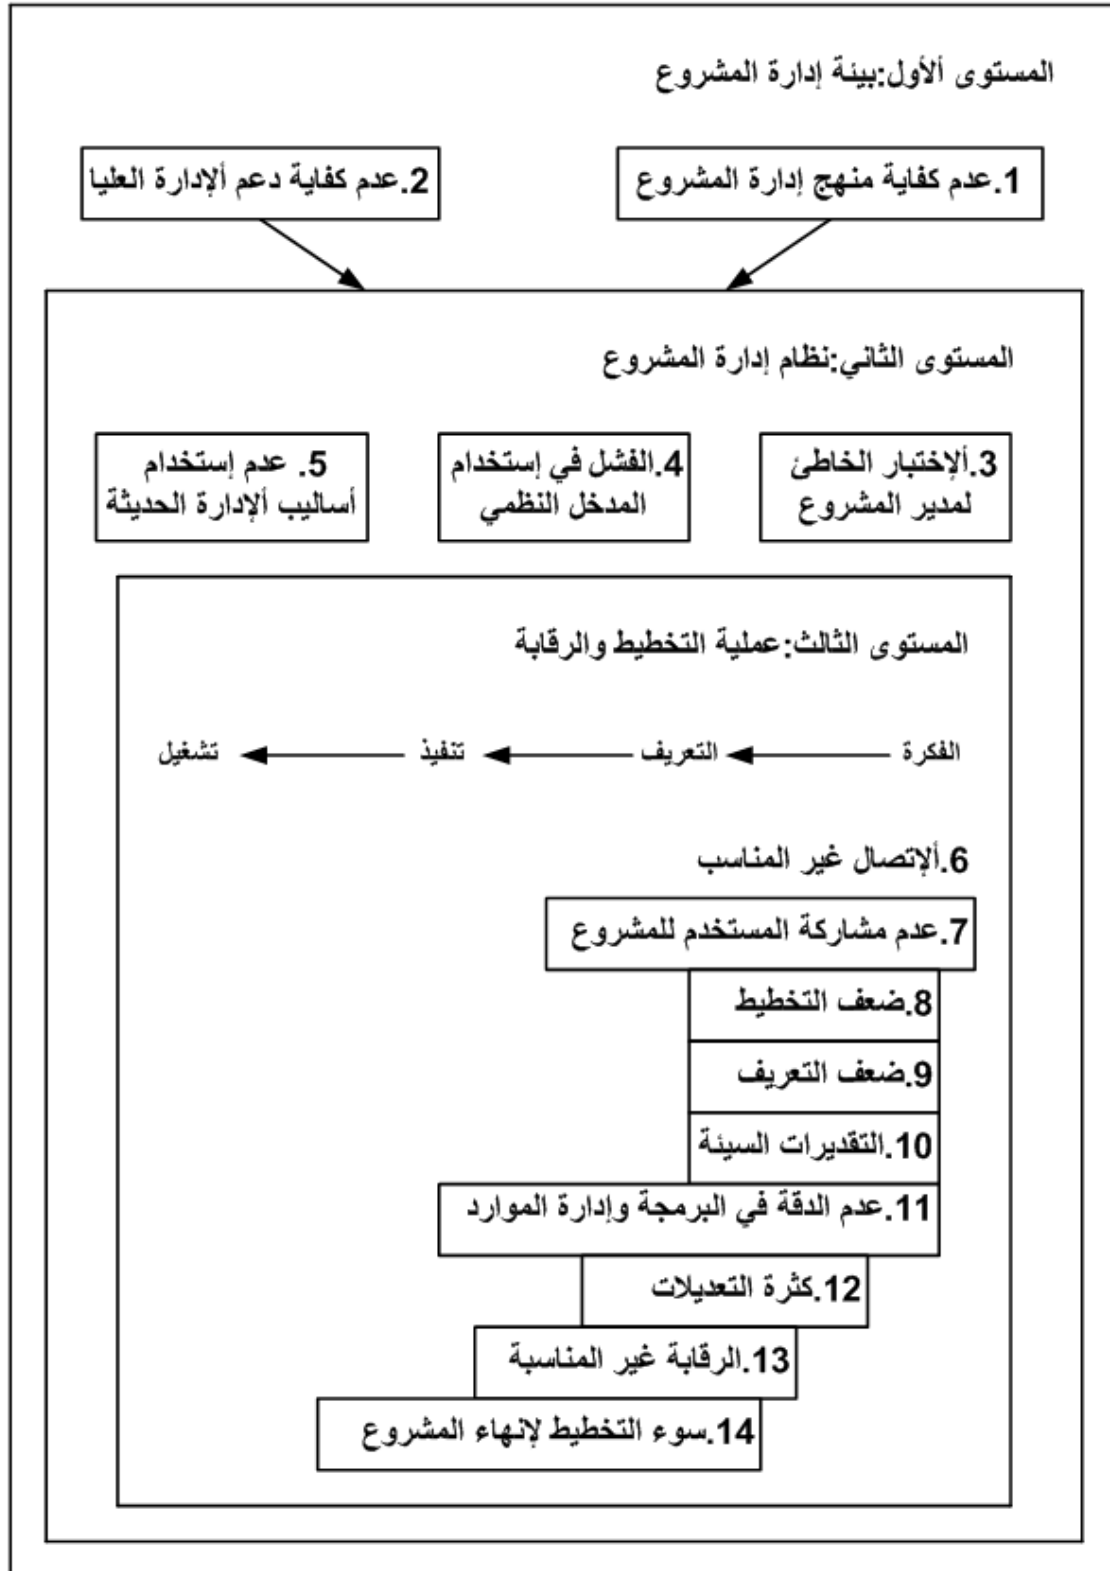 المستوى ألأول:بيئة إدارة المشروع
1.عدم كفاية منهج إدارة المشروع
2.عدم كفاية دعم ألإدارة العليا
المستوى الثاني:نظام إدارة المشروع
3.ألإختبار الخاطئ
لمدير المشروع
4.الفشل في إستخدام
المدخل النظمي
5. عدم إستخدام
أساليب ألإدارة الحديثة
المستوى الثالث:عملية التخطيط والرقابة
الفكرة
التعريف
تنفيذ
تشغيل
6.ألإتصال غير المناسب
7.عدم مشاركة المستخدم للمشروع
8.ضعف التخطيط
9.ضعف التعريف
10.التقديرات السيئة
11.عدم الدقة في البرمجة وإدارة الموارد
12.كثرة التعديلات
13.الرقابة غير المناسبة
14.سوء التخطيط لإنهاء المشروع